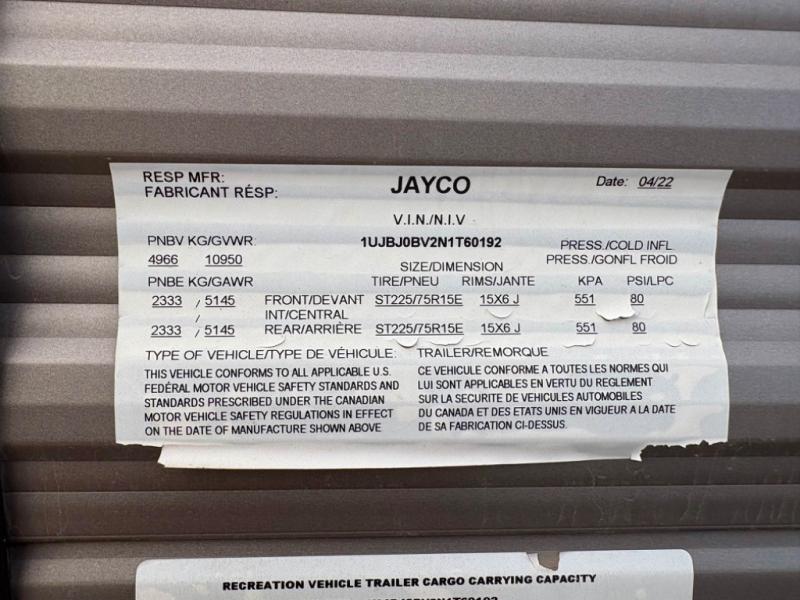 RESP MFR: JAYCO Date: 04/22
FABRICANT RÉSP:
V.I.N./N.I.V
PNBV KG/GVWR: 1UJBJ0BV2N1T60192 PRESS./COLD INFL
4966 10950 SIZE/DIMENSION PRESS./GONFL FROID
PNBE KG/GAWR TIRE/PNEU RIMS/JANTE KPA PSI/LPC
2333 / 5145 FRONT/DEVANT ST225/75R15E 15X6 J 551 80
/ INT/CENTRAL
2333 / 5145 REAR/ARRIÈRE ST225/75R15E 15X6 J 551 80
TYPE OF VEHICLE/TYPE DE VÉHICULE: TRAILER/REMORQUE
THIS VEHICLE CONFORMS TO ALL APPLICABLE U.S.
FEDERAL MOTOR VEHICLE SAFETY STANDARDS AND
STANDARDS PRESCRIBED UNDER THE CANADIAN
MOTOR VEHICLE SAFETY REGULATIONS IN EFFECT
ON THE DATE OF MANUFACTURE SHOWN ABOVE
CE VEHICULE CONFORME A TOUTES LES NORMES QUI
LUI SONT APPLICABLES EN VERTU DU REGLEMENT
SUR LA SECURITE DE VEHICULES AUTOMOBILES
DU CANADA ET DES ETATS UNIS EN VIGUEUR A LA DATE
DE SA FABRICATION CI-DESSUS.
RECREATION VEHICLE TRAILER CARGO CARRYING CAPACITY